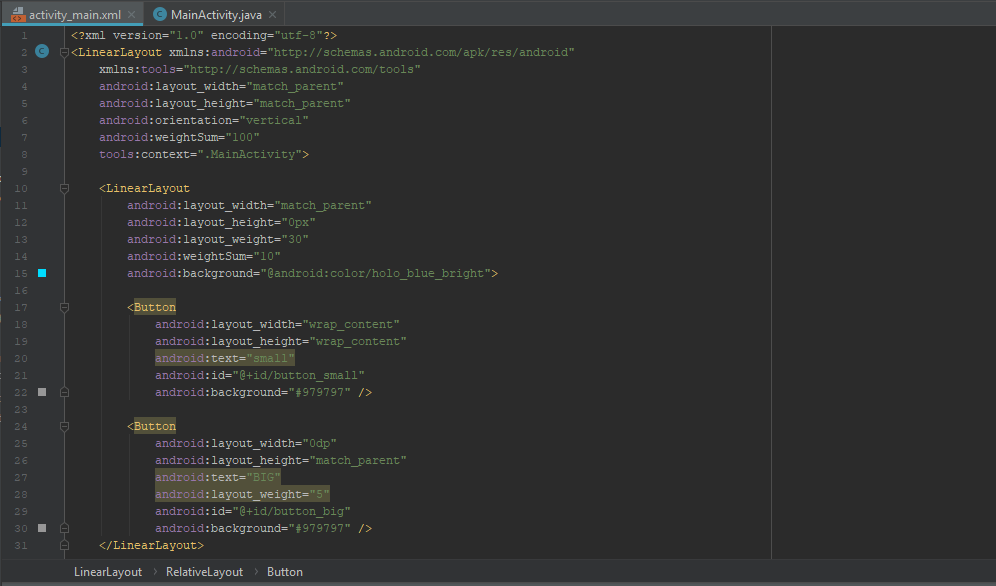 activity_main.xml MainActivity.java
1 <?xml version="1.0" encoding="utf-8"?>
2 C <LinearLayout xmlns:android="http://schemas.android.com/apk/res/android"
3 xmlns:tools="http://schemas.android.com/tools"
4 android:layout_width="match_parent"
5 android:layout_height="match_parent"
6 android:orientation="vertical"
7 android:weightSum="100"
8 tools:context=".MainActivity">
9
10 <LinearLayout
11 android:layout_width="match_parent"
12 android:layout_height="0px"
13 android:layout_weight="30"
14 android:weightSum="10"
15 android:background="@android:color/holo_blue_bright">
16
17 <Button
18 android:layout_width="wrap_content"
19 android:layout_height="wrap_content"
20 android:text="small"
21 android:id="@+id/button_small"
22 android:background="#979797" />
23
24 <Button
25 android:layout_width="0dp"
26 android:layout_height="match_parent"
27 android:text="BIG"
28 android:layout_weight="5"
29 android:id="@+id/button_big"
30 android:background="#979797" />
31 </LinearLayout>
LinearLayout › RelativeLayout › Button